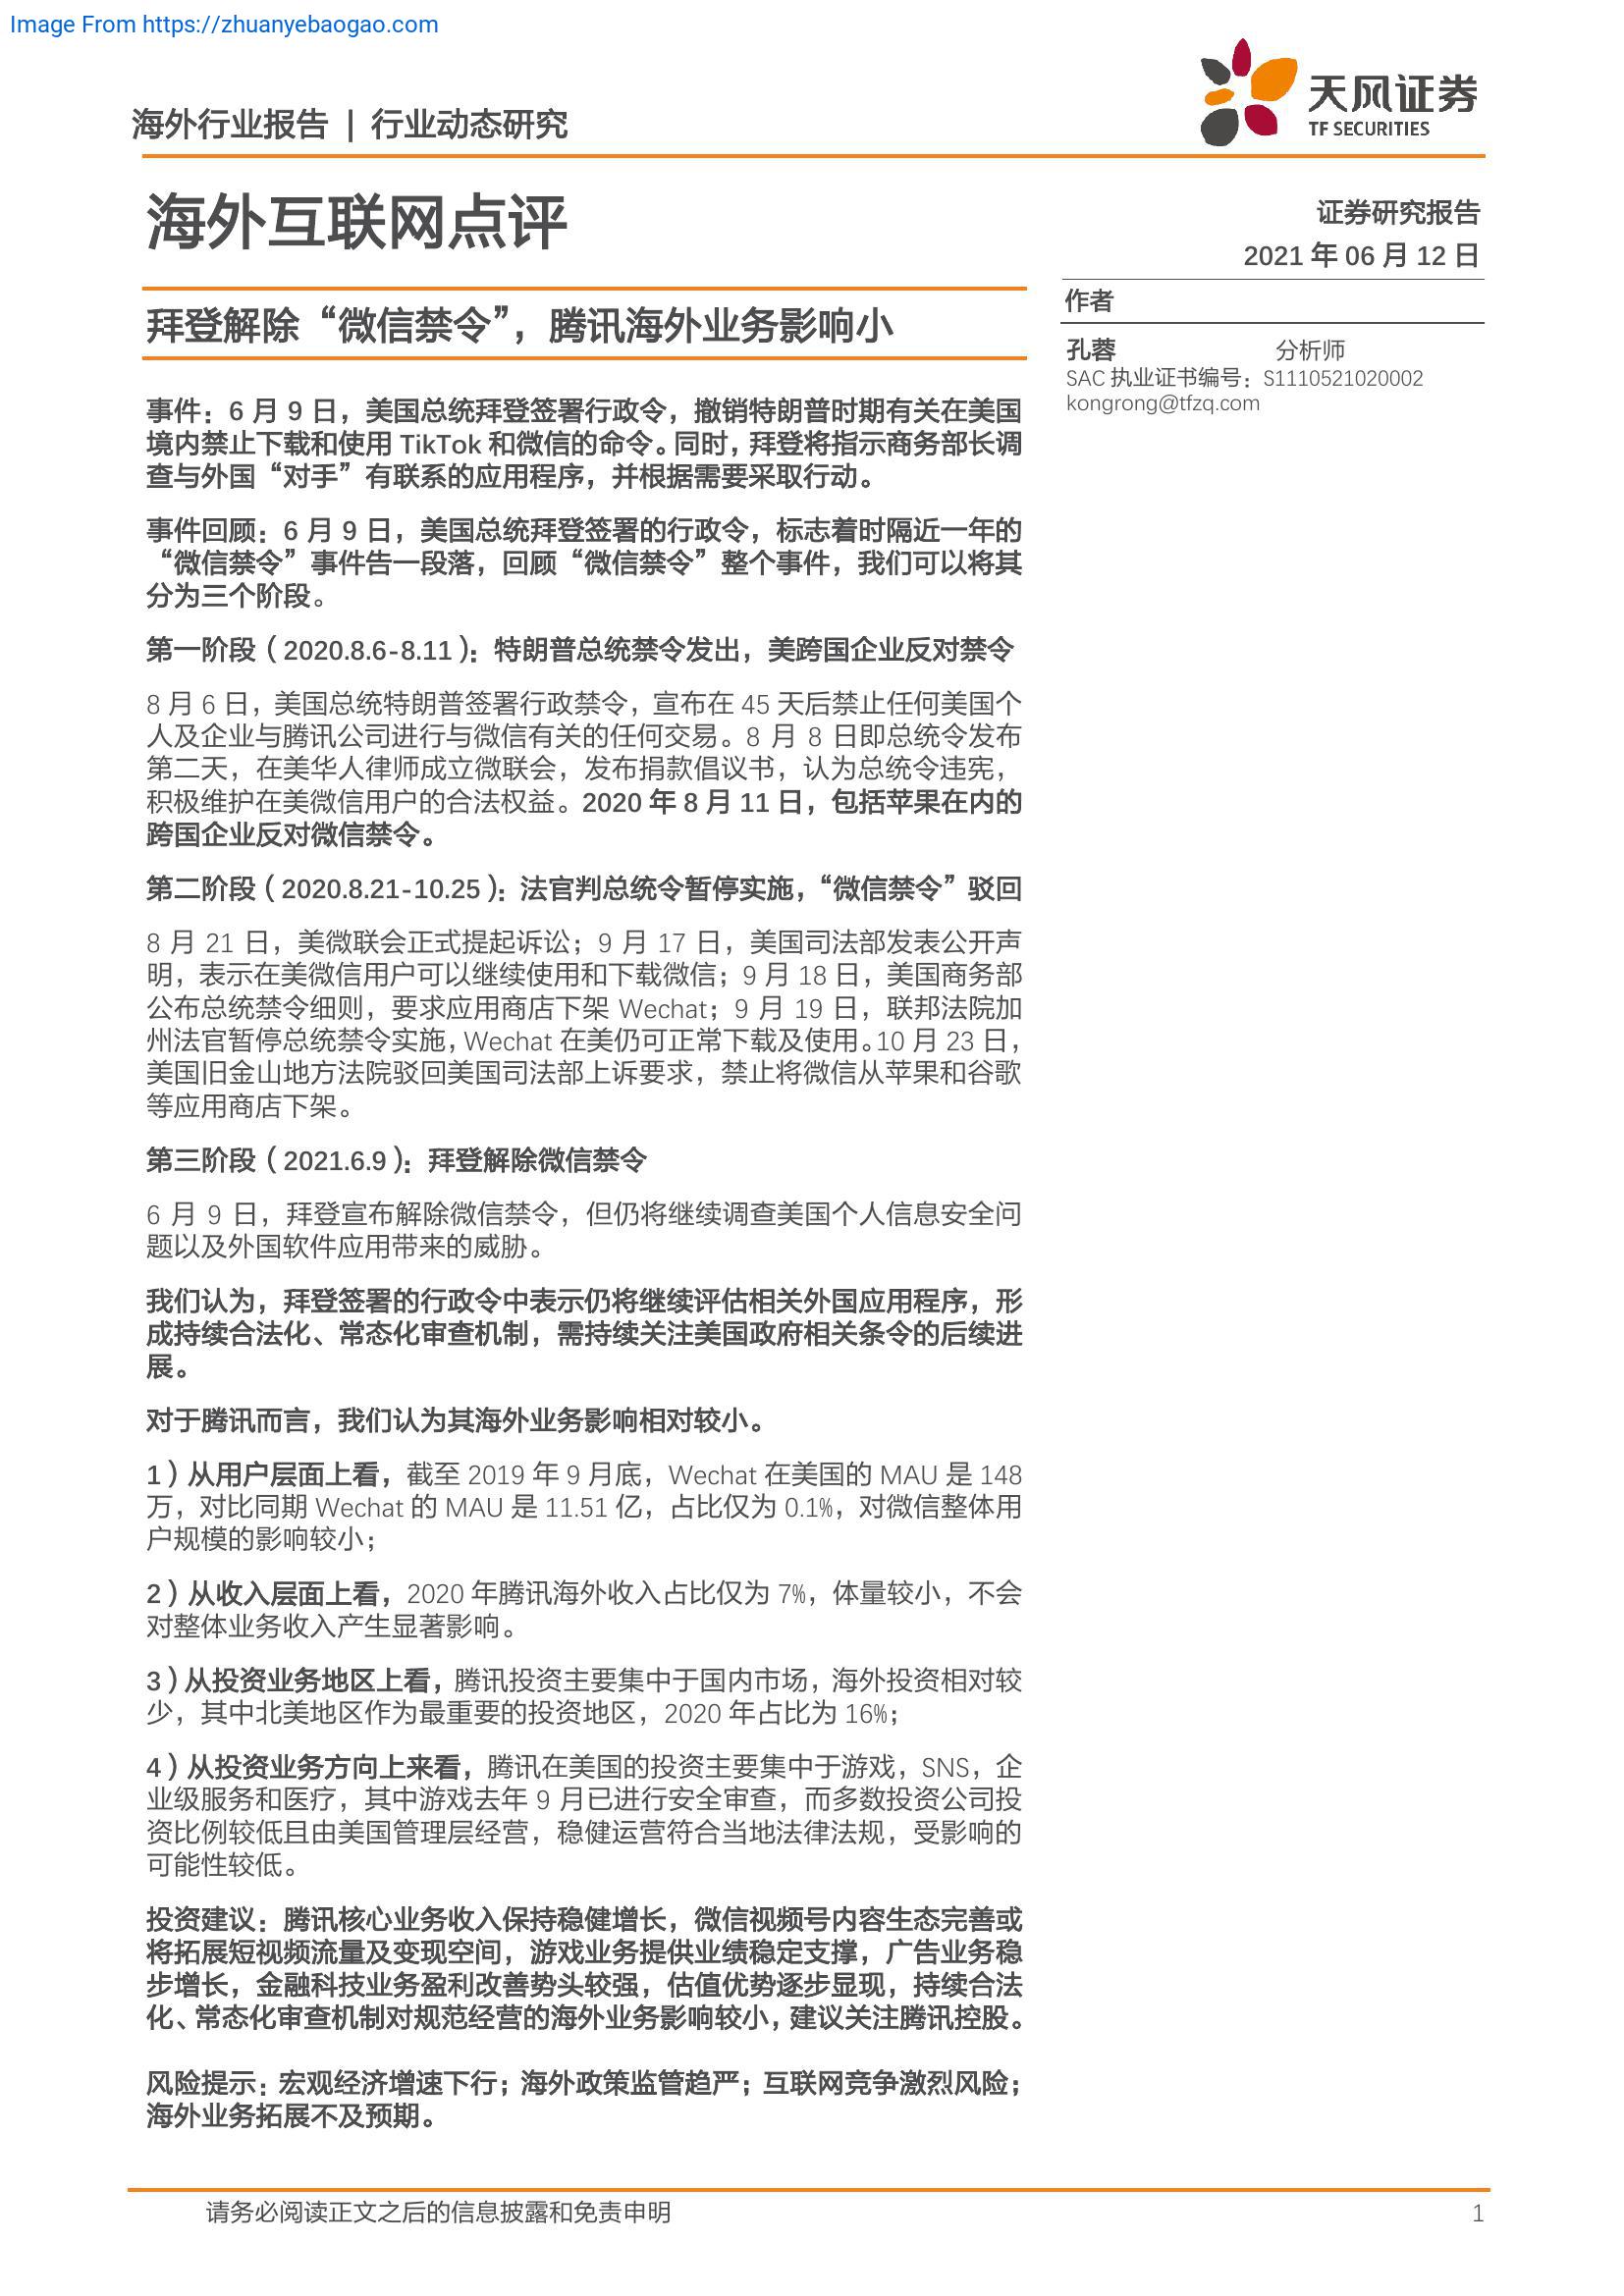 Image From https://zhuanyebaogao.com
海外行业报告 | 行业动态研究
天风证券
TF SECURITIES
海外互联网点评
证券研究报告
2021 年 06 月 12 日
作者
拜登解除“微信禁令”，腾讯海外业务影响小
孔蓉 分析师
SAC 执业证书编号：S1110521020002
kongrong@tfzq.com
事件：6 月 9 日，美国总统拜登签署行政令，撤销特朗普时期有关在美国
境内禁止下载和使用 TikTok 和微信的命令。同时，拜登将指示商务部长调
查与外国“对手”有联系的应用程序，并根据需要采取行动。
事件回顾：6 月 9 日，美国总统拜登签署的行政令，标志着时隔近一年的
“微信禁令”事件告一段落，回顾“微信禁令”整个事件，我们可以将其
分为三个阶段。
第一阶段（2020.8.6-8.11）：特朗普总统禁令发出，美跨国企业反对禁令
8 月 6 日，美国总统特朗普签署行政禁令，宣布在 45 天后禁止任何美国个
人及企业与腾讯公司进行与微信有关的任何交易。8 月 8 日即总统令发布
第二天，在美华人律师成立微联会，发布捐款倡议书，认为总统令违宪，
积极维护在美微信用户的合法权益。2020 年 8 月 11 日，包括苹果在内的
跨国企业反对微信禁令。
第二阶段（2020.8.21-10.25）：法官判总统令暂停实施，“微信禁令”驳回
8 月 21 日，美微联会正式提起诉讼；9 月 17 日，美国司法部发表公开声
明，表示在美微信用户可以继续使用和下载微信；9 月 18 日，美国商务部
公布总统禁令细则，要求应用商店下架 Wechat；9 月 19 日，联邦法院加
州法官暂停总统禁令实施，Wechat 在美仍可正常下载及使用。10 月 23 日，
美国旧金山地方法院驳回美国司法部上诉要求，禁止将微信从苹果和谷歌
等应用商店下架。
第三阶段（2021.6.9）：拜登解除微信禁令
6 月 9 日，拜登宣布解除微信禁令，但仍将继续调查美国个人信息安全问
题以及外国软件应用带来的威胁。
我们认为，拜登签署的行政令中表示仍将继续评估相关外国应用程序，形
成持续合法化、常态化审查机制，需持续关注美国政府相关条令的后续进
展。
对于腾讯而言，我们认为其海外业务影响相对较小。
1）从用户层面上看，截至 2019 年 9 月底，Wechat 在美国的 MAU 是 148
万，对比同期 Wechat 的 MAU 是 11.51 亿，占比仅为 0.1%，对微信整体用
户规模的影响较小；
2）从收入层面上看，2020 年腾讯海外收入占比仅为 7%，体量较小，不会
对整体业务收入产生显著影响。
3）从投资业务地区上看，腾讯投资主要集中于国内市场，海外投资相对较
少，其中北美地区作为最重要的投资地区，2020 年占比为 16%；
4）从投资业务方向上来看，腾讯在美国的投资主要集中于游戏，SNS，企
业级服务和医疗，其中游戏去年 9 月已进行安全审查，而多数投资公司投
资比例较低且由美国管理层经营，稳健运营符合当地法律法规，受影响的
可能性较低。
投资建议：腾讯核心业务收入保持稳健增长，微信视频号内容生态完善或
将拓展短视频流量及变现空间，游戏业务提供业绩稳定支撑，广告业务稳
步增长，金融科技业务盈利改善势头较强，估值优势逐步显现，持续合法
化、常态化审查机制对规范经营的海外业务影响较小，建议关注腾讯控股。
风险提示：宏观经济增速下行；海外政策监管趋严；互联网竞争激烈风险；
海外业务拓展不及预期。
请务必阅读正文之后的信息披露和免责申明
1